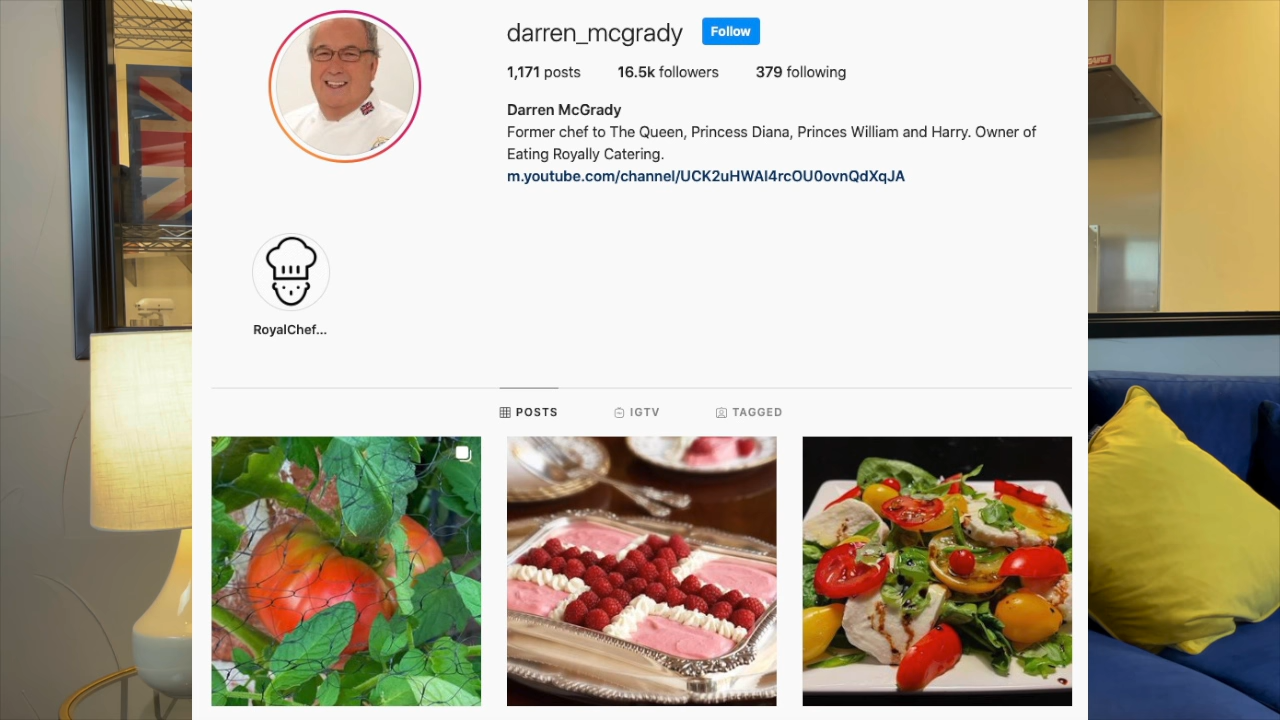 darren_mcgrady
Follow
1,171 posts
16.5k followers
379 following
Darren McGrady
Former chef to The Queen, Princess Diana, Princes William and Harry. Owner of
Eating Royally Catering.
m.youtube.com/channel/UCK2uHWAl4rcOU0ovnQdXqJA
RoyalChef...
POSTS
IGTV
TAGGED